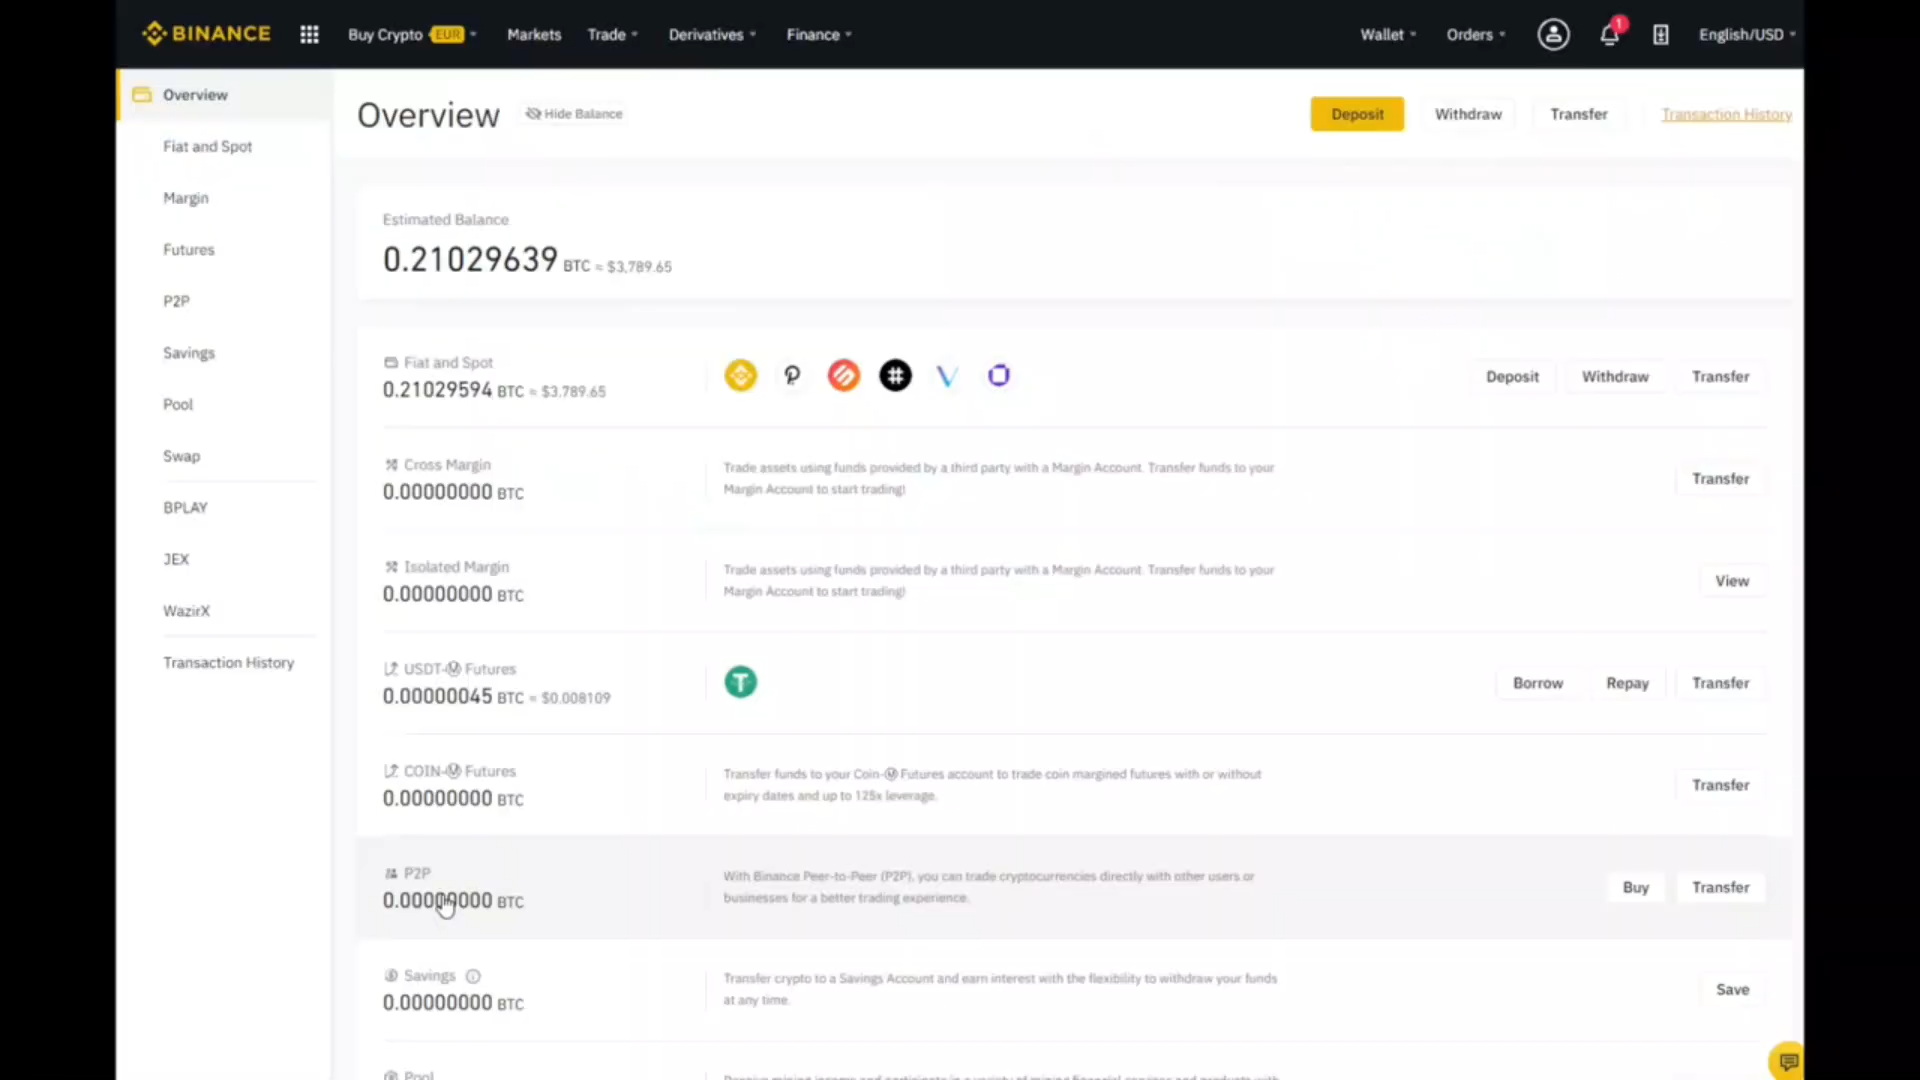 BINANCE
Buy Crypto EUR
Markets
Trade
Derivatives
Finance
Wallet
Orders
1
English/USD
Overview
Fiat and Spot
Margin
Futures
P2P
Savings
Pool
Swap
BPLAY
JEX
WazirX
Transaction History
Overview
Hide Balance
Deposit
Withdraw
Transfer
Transaction History
Estimated Balance
0.21029639 BTC ≈ $3,789.65
Fiat and Spot
0.21029594 BTC ≈ $3,789.65
Deposit
Withdraw
Transfer
Cross Margin
0.00000000 BTC
Trade assets using funds provided by a third party with a Margin Account. Transfer funds to your
Margin Account to start trading!
Transfer
Isolated Margin
0.00000000 BTC
Trade assets using funds provided by a third party with a Margin Account. Transfer funds to your
Margin Account to start trading!
View
USDT-Ⓜ Futures
0.00000045 BTC ≈ $0.008109
Borrow
Repay
Transfer
COIN-Ⓜ Futures
0.00000000 BTC
Transfer funds to your Coin-Ⓜ Futures account to trade coin margined futures with or without
expiry dates and up to 125x leverage.
Transfer
P2P
0.00000000 BTC
With Binance Peer-to-Peer (P2P), you can trade cryptocurrencies directly with other users or
businesses for a better trading experience.
Buy
Transfer
Savings
0.00000000 BTC
Transfer crypto to a Savings Account and earn interest with the flexibility to withdraw your funds
at any time.
Save
Pool